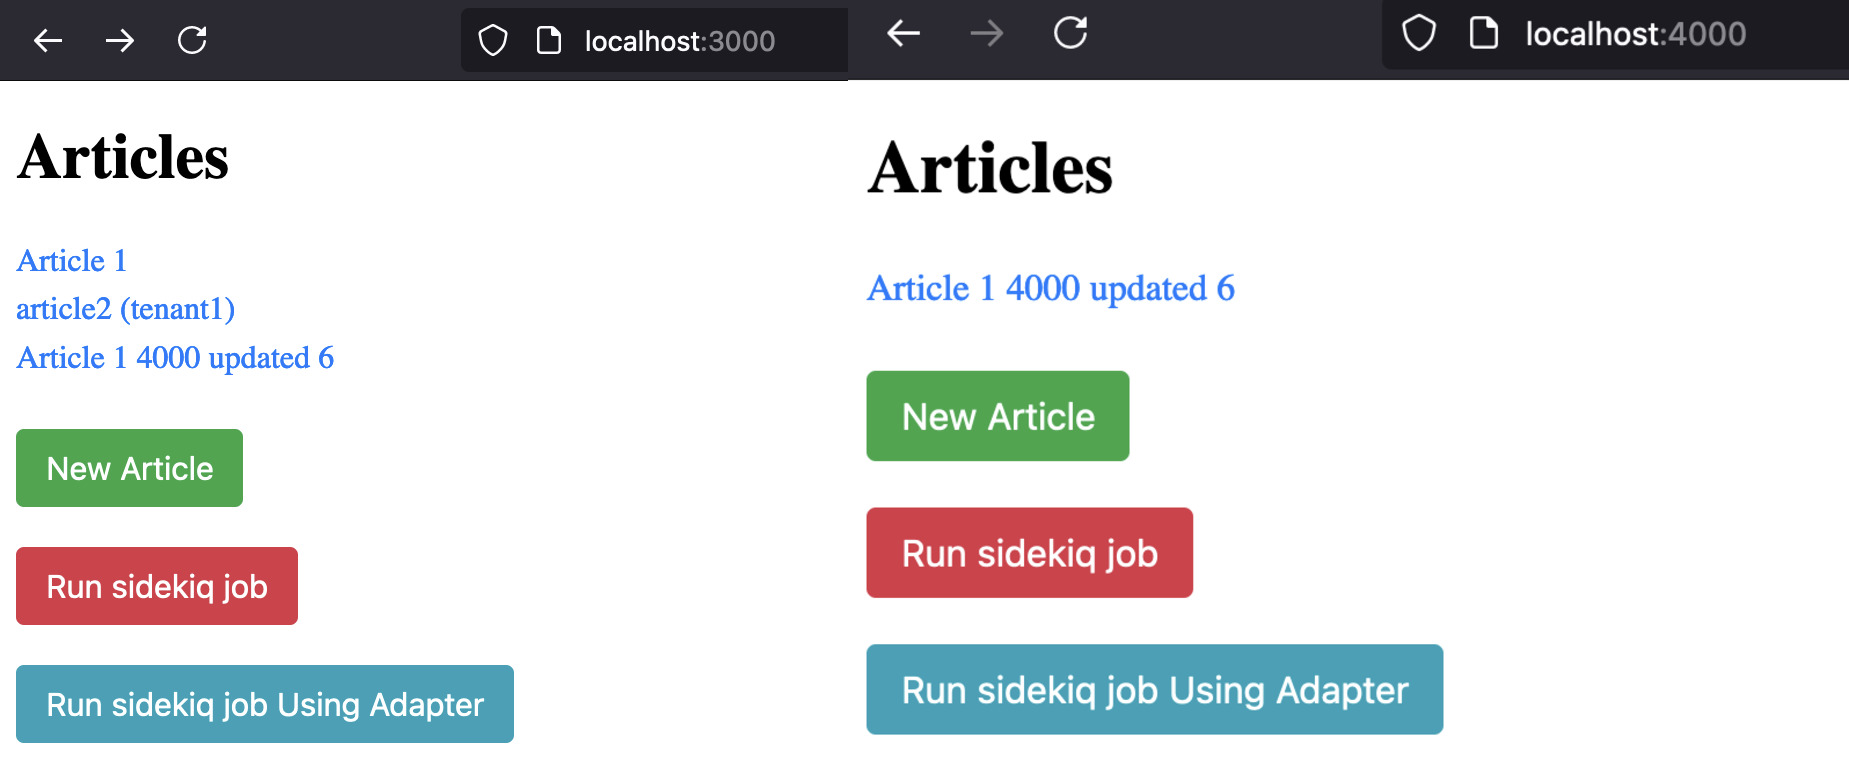 localhost:3000
Articles
Article 1
article2 (tenant1)
Article 1 4000 updated 6
New Article
Run sidekiq job
Run sidekiq job Using Adapter
localhost:4000
Articles
Article 1 4000 updated 6
New Article
Run sidekiq job
Run sidekiq job Using Adapter